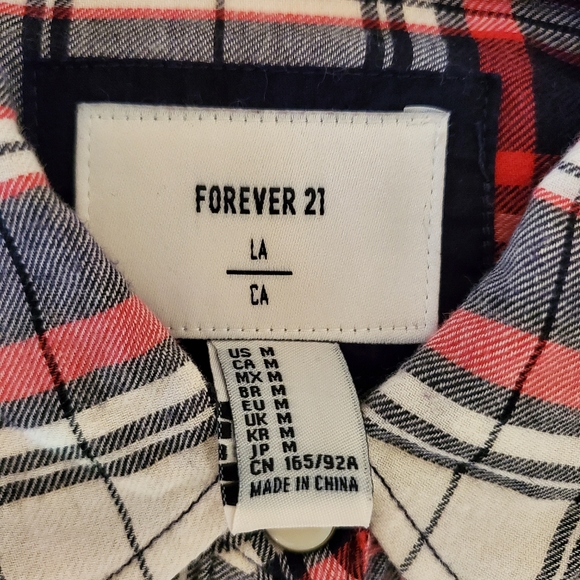 FOREVER 21
LA
CA
US M
CA M
MX M
BR M
EU M
UK M
KR M
JP M
CN 165/92A
MADE IN CHINA